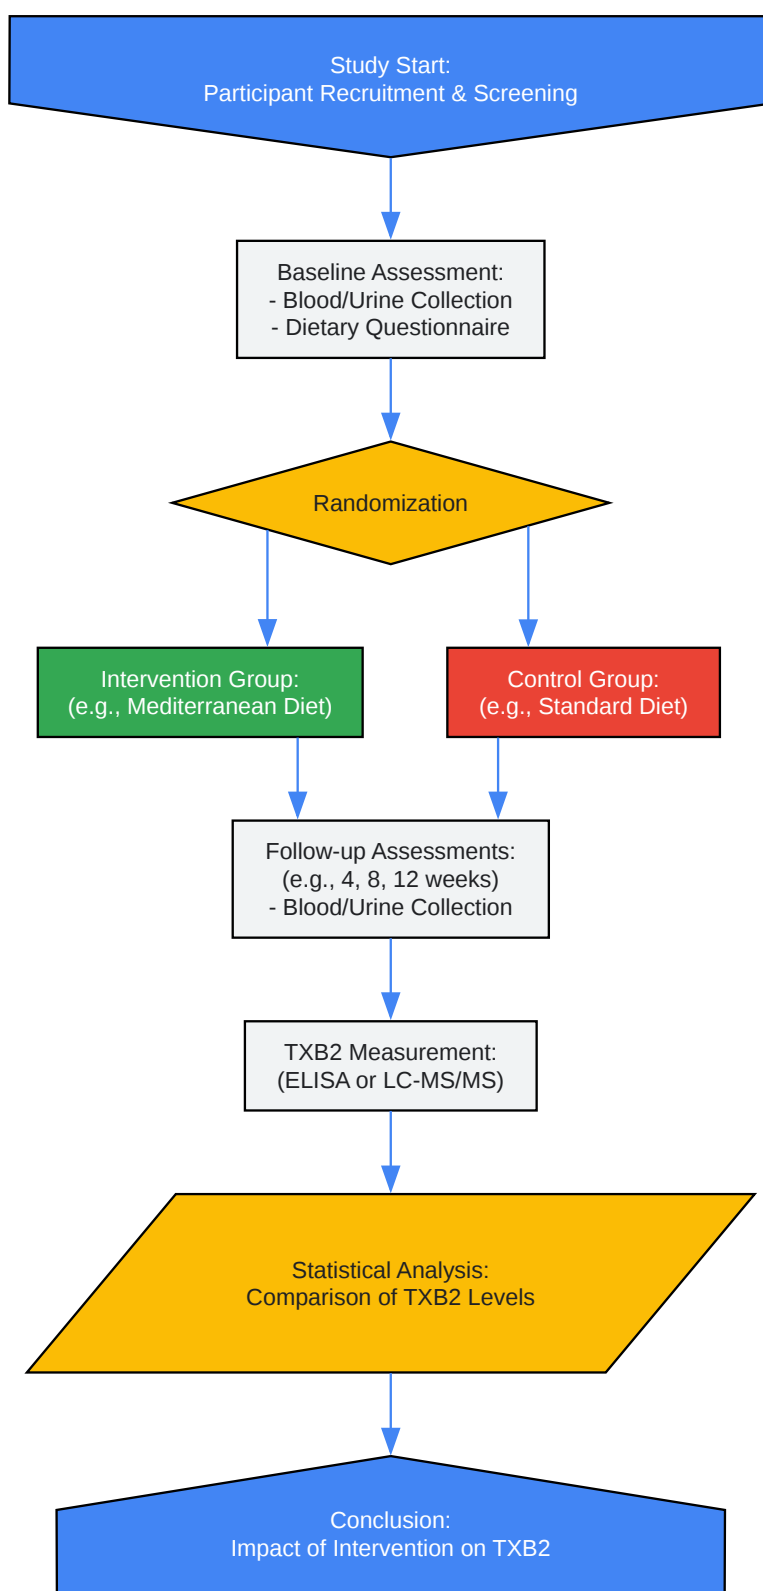 Study Start:
Participant Recruitment & Screening
Baseline Assessment:
- Blood/Urine Collection
- Dietary Questionnaire
Randomization
Intervention Group:
(e.g., Mediterranean Diet)
Control Group:
(e.g., Standard Diet)
Follow-up Assessments:
(e.g., 4, 8, 12 weeks)
- Blood/Urine Collection
TXB2 Measurement:
(ELISA or LC-MS/MS)
Statistical Analysis:
Comparison of TXB2 Levels
Conclusion:
Impact of Intervention on TXB2